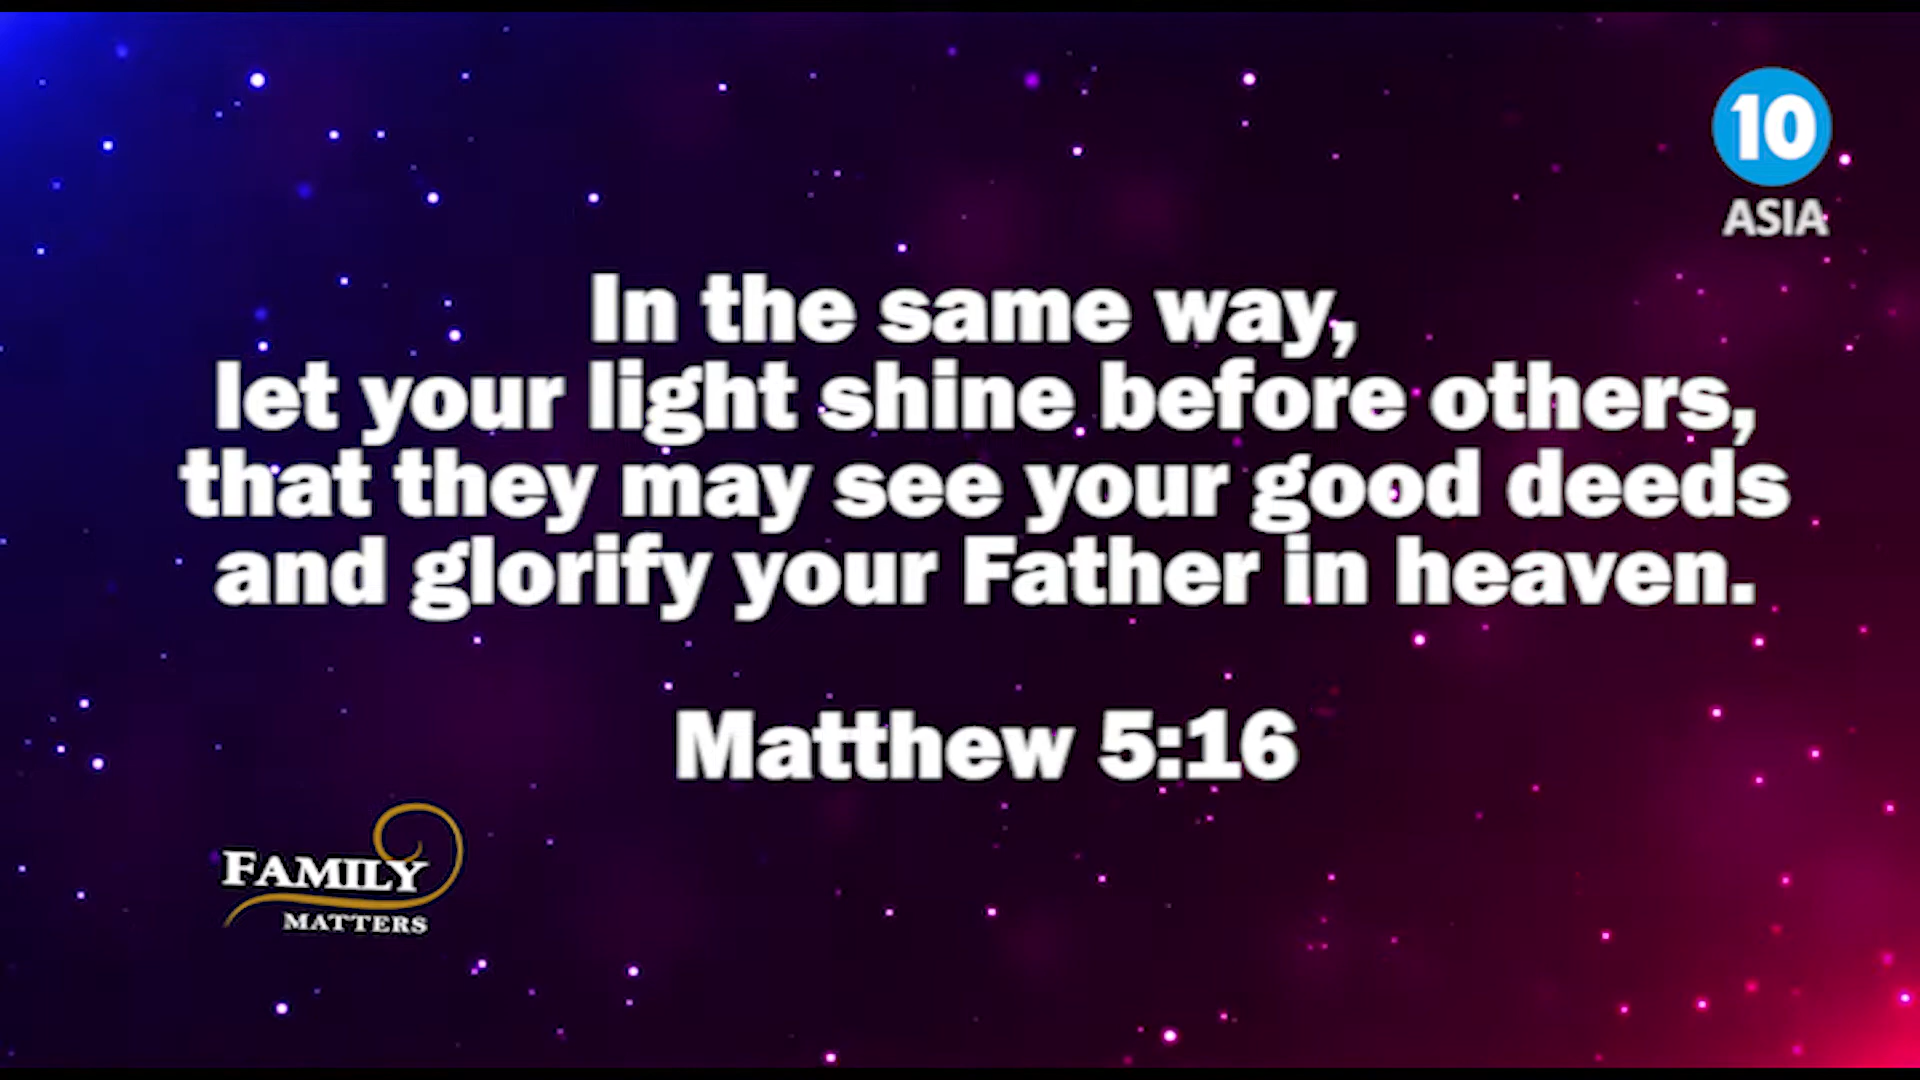 10
ASIA
In the same way,
let your light shine before others,
that they may see your good deeds
and glorify your Father in heaven.
Matthew 5:16
FAMILY
MATTERS